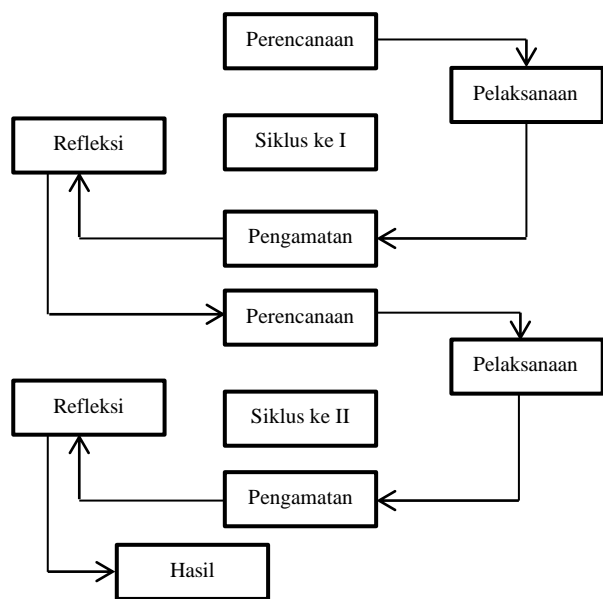 Perencanaan
Pelaksanaan
Refleksi
Siklus ke I
Pengamatan
Perencanaan
Pelaksanaan
Refleksi
Siklus ke II
Pengamatan
Hasil